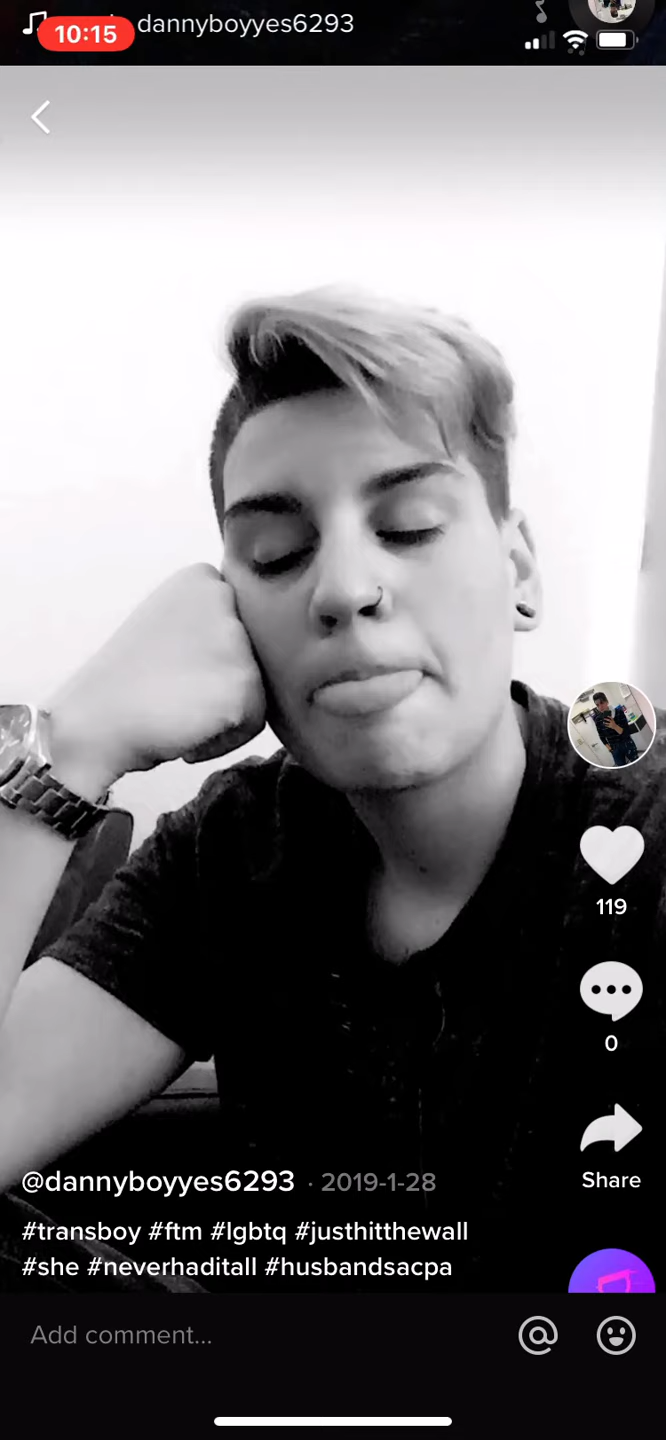 dannyboyyes6293
10:15
119
0
Share
@dannyboyyes6293 · 2019-1-28
#transboy #ftm #lgbtq #justhitthewall
#she #neverhaditall #husbandsacpa
Add comment...